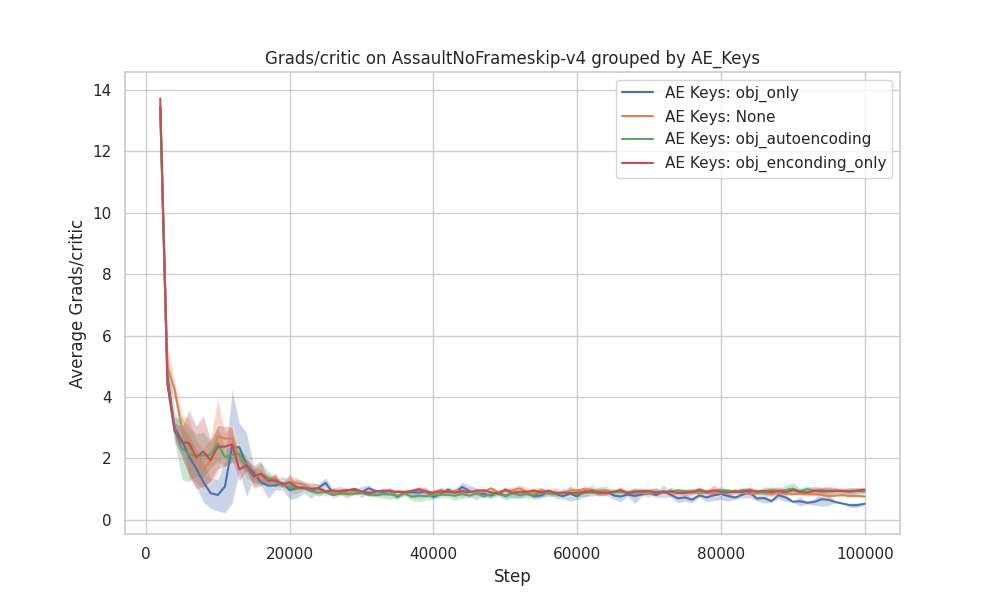 Grads/critic on AssaultNoFrameskip-v4 grouped by AE_Keys
AE Keys: obj_only
AE Keys: None
AE Keys: obj_autoencoding
AE Keys: obj_enconding_only
Average Grads/critic
14
12
10
8
6
4
2
0
0
20000
40000
60000
80000
100000
Step